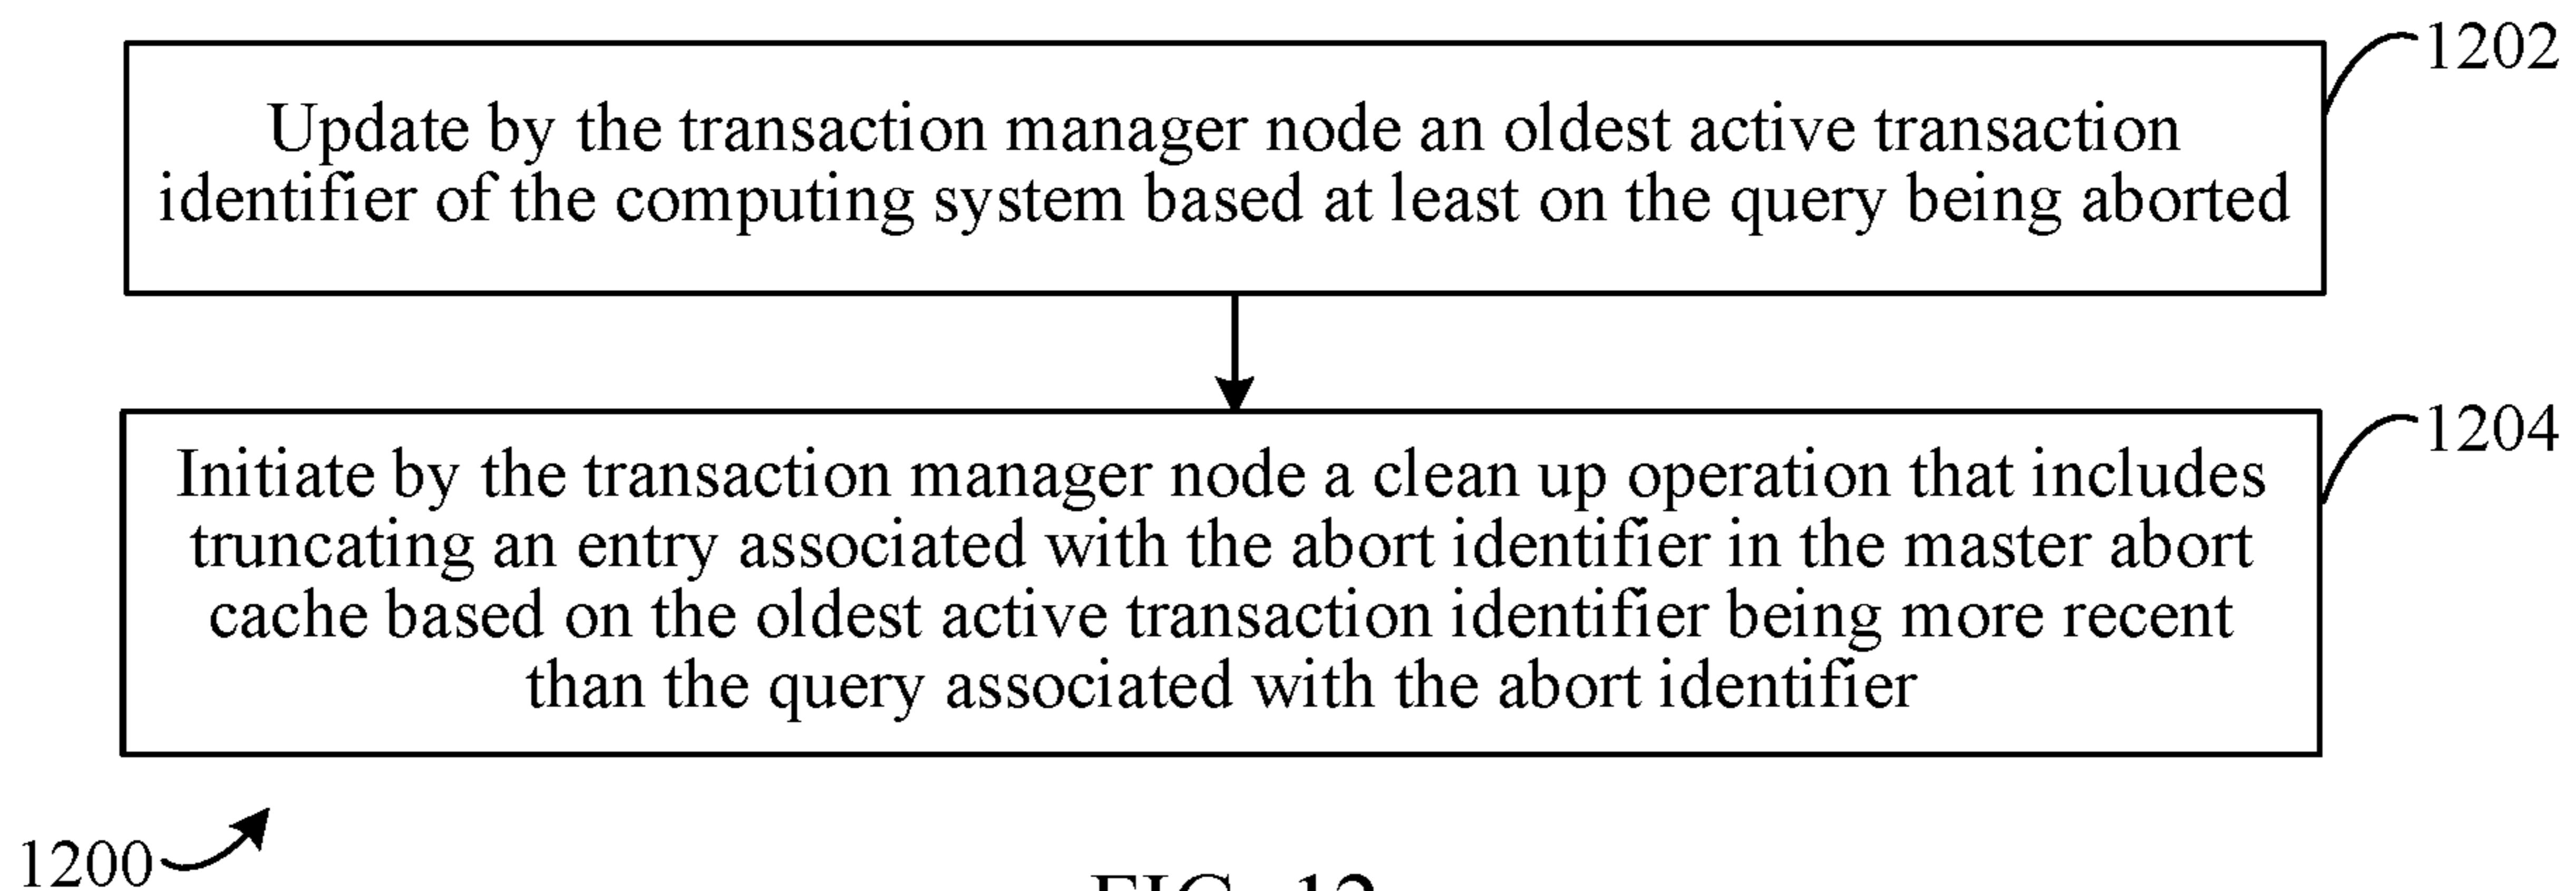 1202
Update by the transaction manager node an oldest active transaction
identifier of the computing system based at least on the query being aborted
1204
Initiate by the transaction manager node a clean up operation that includes
truncating an entry associated with the abort identifier in the master abort
cache based on the oldest active transaction identifier being more recent
than the query associated with the abort identifier
1200
FIG. 12